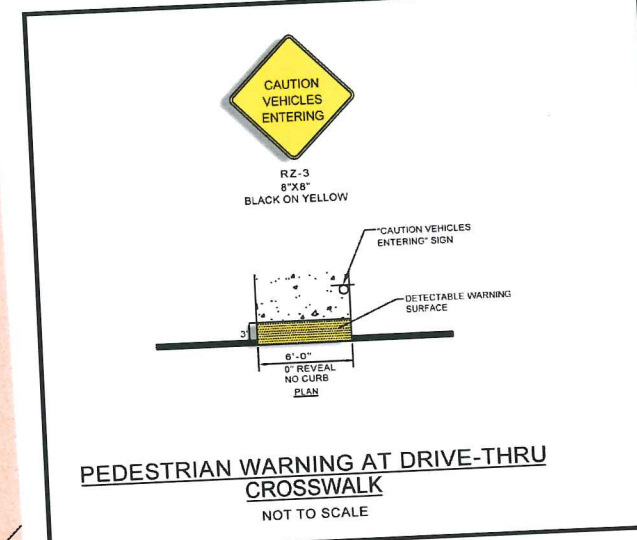 CAUTION
VEHICLES
ENTERING
RZ-3
8"X8"
BLACK ON YELLOW
"CAUTION VEHICLES
ENTERING" SIGN
DETECTABLE WARNING
SURFACE
3'
6'-0"
0" REVEAL
NO CURB
PLAN
PEDESTRIAN WARNING AT DRIVE-THRU
CROSSWALK
NOT TO SCALE